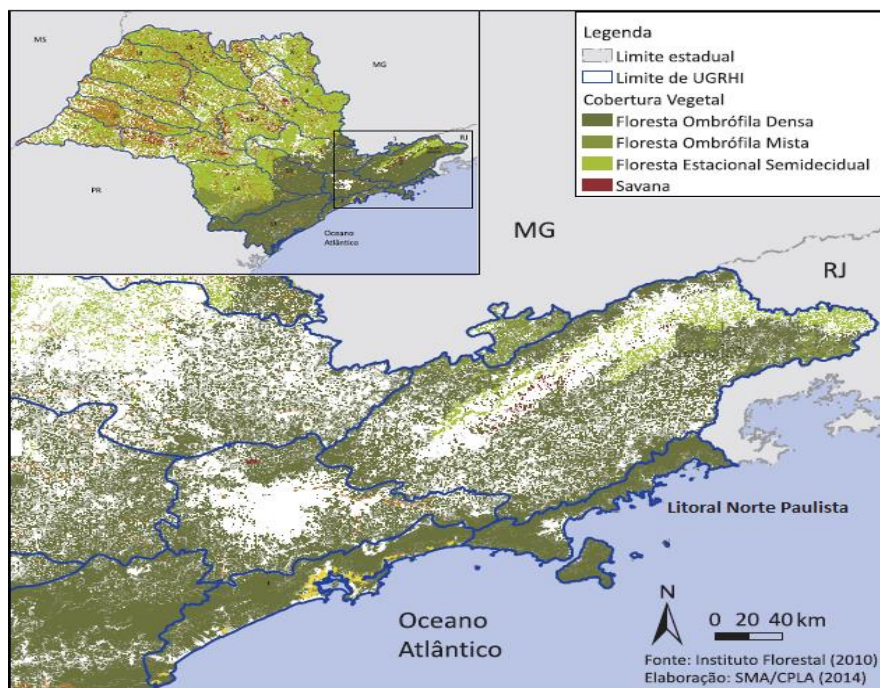 MS
MG
RJ
PR
Oceano
Atlântico
Legenda
Limite estadual
Limite de UGRHI
Cobertura Vegetal
Floresta Ombrófila Densa
Floresta Ombrófila Mista
Floresta Estacional Semidecidual
Savana
MG
RJ
Litoral Norte Paulista
Oceano
Atlântico
N
0 20 40 km
Fonte: Instituto Florestal (2010)
Elaboração: SMA/CPLA (2014)